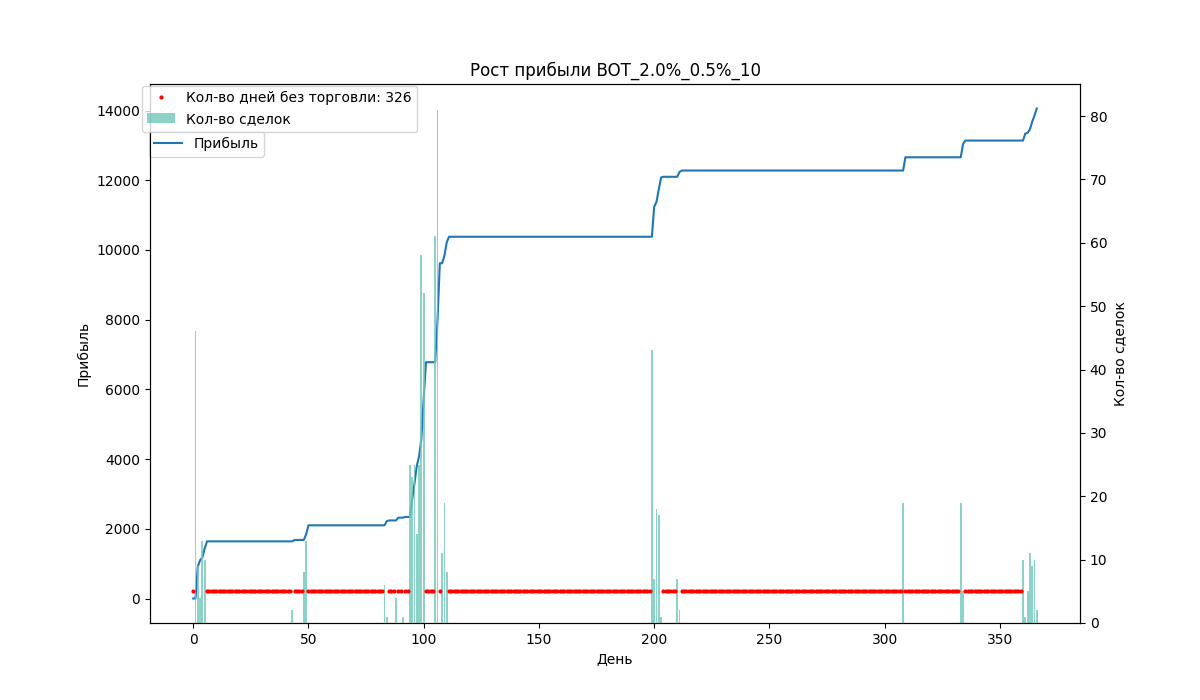 Рост прибыли BOT_2.0%_0.5%_10
Кол-во дней без торговли: 326
Кол-во сделок
Прибыль
14000
12000
10000
8000
6000
4000
2000
0
Прибыль
80
70
60
50
40
30
20
10
0
Кол-во сделок
0 50 100 150 200 250 300 350
День